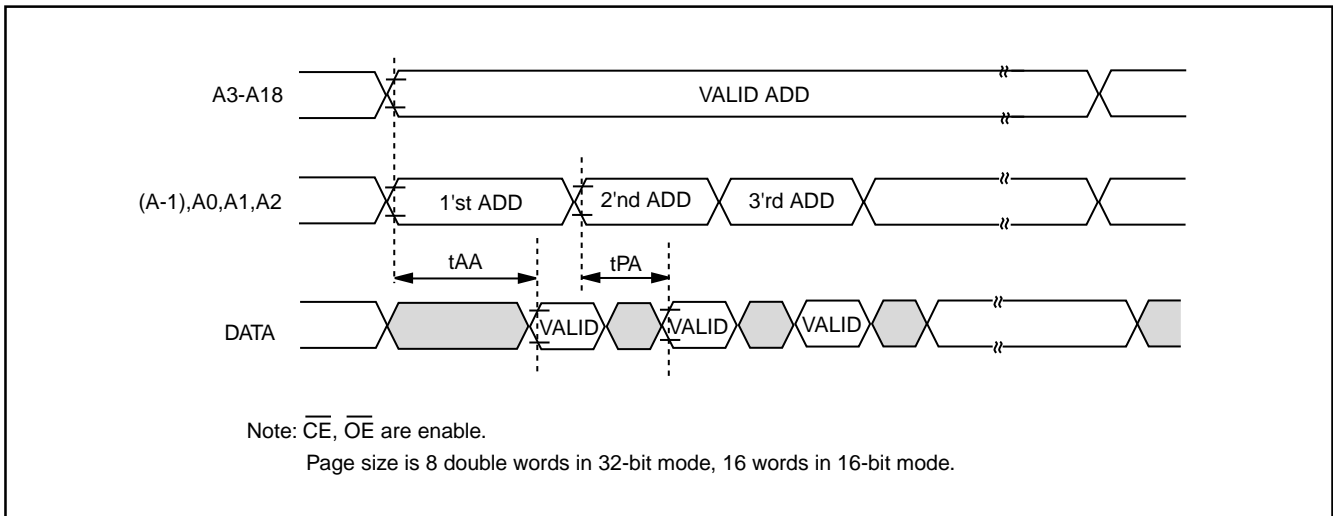 A3-A18
VALID ADD
(A-1),A0,A1,A2
1'st ADD
2'nd ADD
3'rd ADD
tAA
tPA
DATA
VALID
VALID
VALID
Note: CE, OE are enable.
Page size is 8 double words in 32-bit mode, 16 words in 16-bit mode.